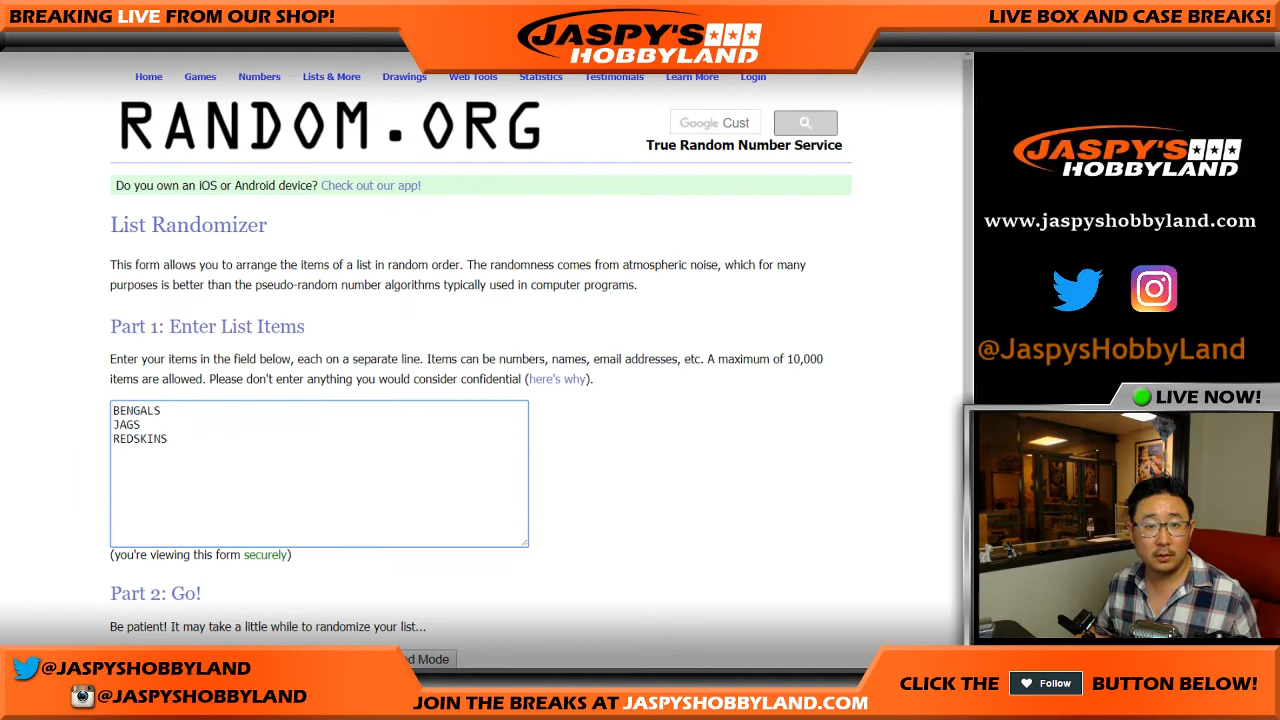 BREAKING LIVE FROM OUR SHOP!
JASPY'S
HOBBYLAND
LIVE BOX AND CASE BREAKS!
Home Games Numbers Lists & More Drawings Web Tools Statistics Testimonials Learn More Login
RANDOM.ORG
Google Cust
True Random Number Service
Do you own an iOS or Android device? Check out our app!
List Randomizer
This form allows you to arrange the items of a list in random order. The randomness comes from atmospheric noise, which for many
purposes is better than the pseudo-random number algorithms typically used in computer programs.
Part 1: Enter List Items
Enter your items in the field below, each on a separate line. Items can be numbers, names, email addresses, etc. A maximum of 10,000
items are allowed. Please don't enter anything you would consider confidential (here's why).
BENGALS
JAGS
REDSKINS
(you're viewing this form securely)
Part 2: Go!
Be patient! It may take a little while to randomize your list...
d Mode
JASPY'S
HOBBYLAND
www.jaspyshobbyland.com
@JaspysHobbyLand
LIVE NOW!
@JASPYSHOBBYLAND
@JASPYSHOBBYLAND
JOIN THE BREAKS AT JASPYSHOBBYLAND.COM
CLICK THE Follow BUTTON BELOW!